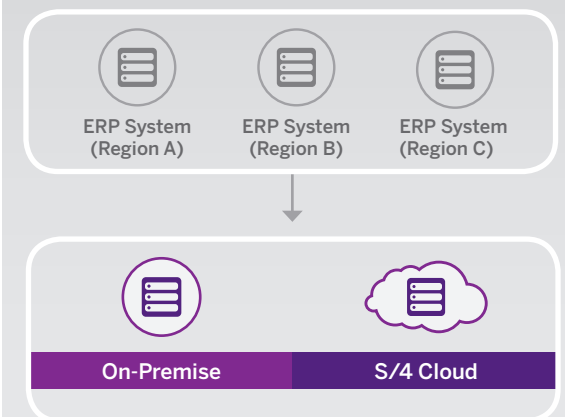 ERP System
(Region A)
ERP System
(Region B)
ERP System
(Region C)
On-Premise
S/4 Cloud